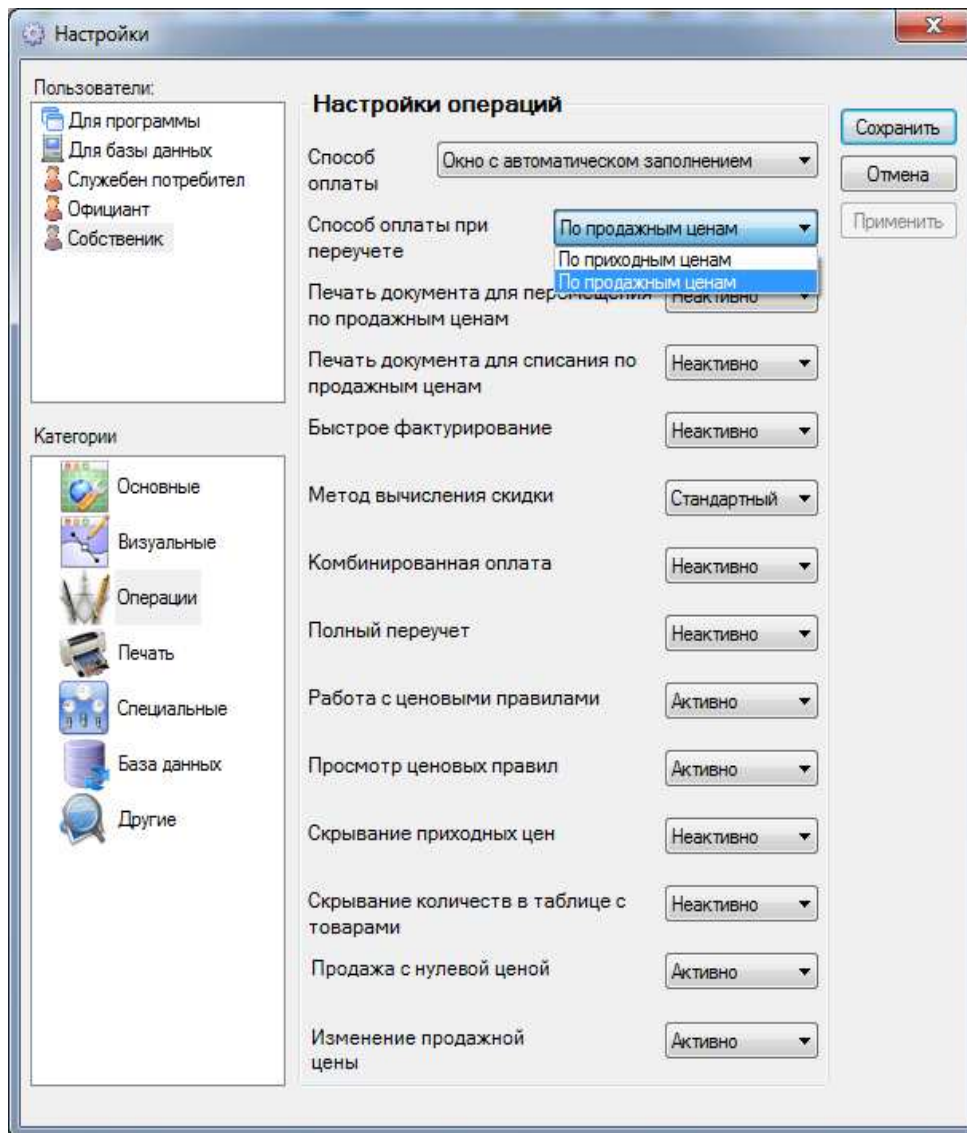 Настройки
Пользователи:
Для программы
Для базы данных
Служебен потребител
Официант
Собственик
Категории
Основные
Визуальные
Операции
Печать
Специальные
База данных
Другие
Настройки операций
Способ
оплаты
Окно с автоматическом заполнением
Способ оплаты при
переучете
По продажным ценам
По приходным ценам
По продажным ценам
Печать документа для перемещения
по продажным ценам
Неактивно
Печать документа для списания по
продажным ценам
Неактивно
Быстрое фактурирование
Неактивно
Метод вычисления скидки
Стандартный
Комбинированная оплата
Неактивно
Полный переучет
Неактивно
Работа с ценовыми правилами
Активно
Просмотр ценовых правил
Активно
Скрывание приходных цен
Неактивно
Скрывание количеств в таблице с
товарами
Неактивно
Продажа с нулевой ценой
Активно
Изменение продажной
цены
Активно
Сохранить
Отмена
Применить